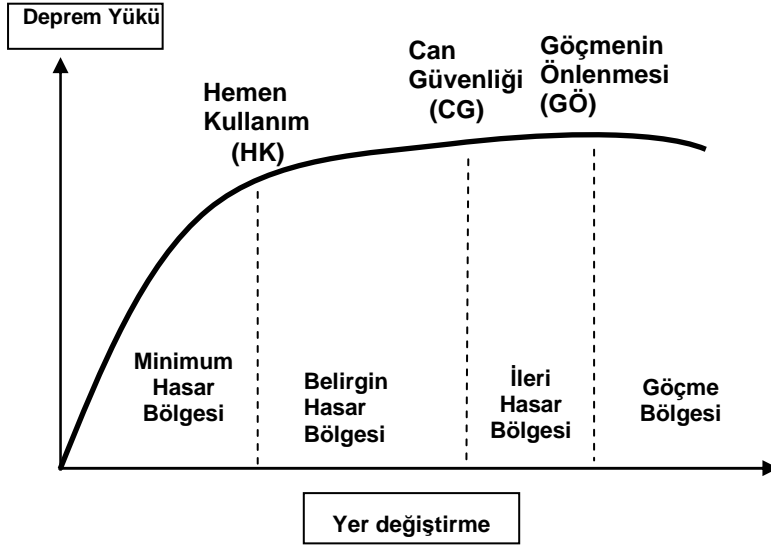 Deprem Yükü
Hemen
Kullanım
(HK)
Can
Güvenliği
(CG)
Göçmenin
Önlenmesi
(GÖ)
Minimum
Hasar
Bölgesi
Belirgin
Hasar
Bölgesi
İleri
Hasar
Bölgesi
Göçme
Bölgesi
Yer değiştirme